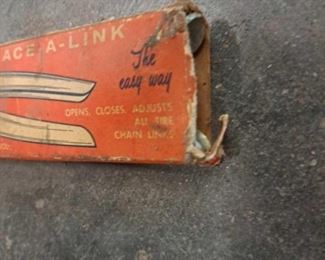 ACE-A-LINK
The
easy way
OPENS, CLOSES, ADJUSTS
ALL TIRE
CHAIN LINKS